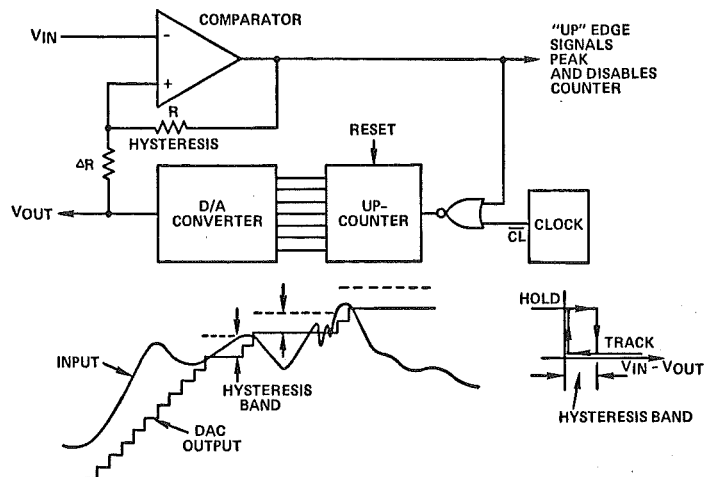 COMPARATOR
VIN
-
+
"UP" EDGE
SIGNALS
PEAK
AND DISABLES
COUNTER
R
HYSTERESIS
ΔR
RESET
VOUT
D/A
CONVERTER
UP-
COUNTER
CL
CLOCK
INPUT
HYSTERESIS
BAND
DAC
OUTPUT
HOLD
TRACK
VIN - VOUT
HYSTERESIS BAND